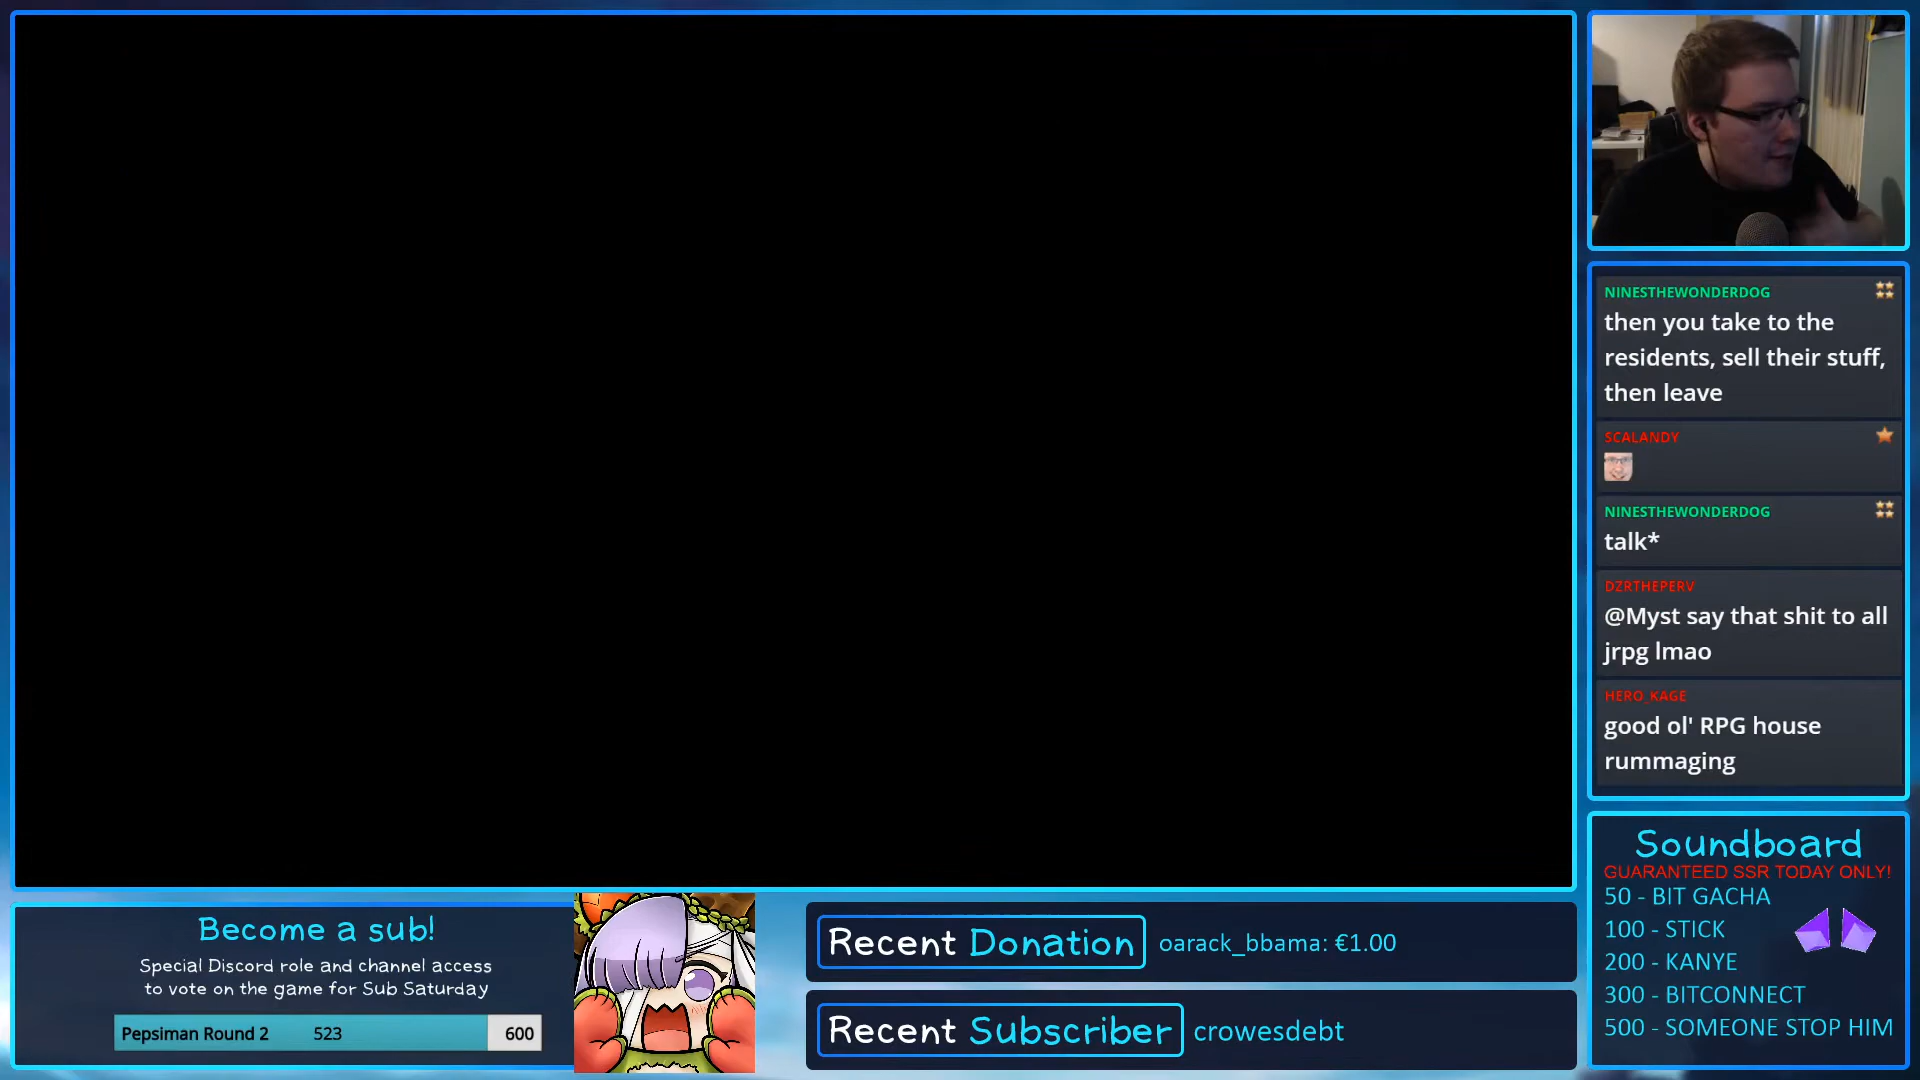 NINESTHEWONDERDOG
then you take to the
residents, sell their stuff,
then leave
SCALANDY
NINESTHEWONDERDOG
talk*
DZRTHEPERV
@Myst say that shit to all
jrpg lmao
HERO_KAGE
good ol' RPG house
rummaging
Soundboard
GUARANTEED SSR TODAY ONLY!
50 - BIT GACHA
100 - STICK
200 - KANYE
300 - BITCONNECT
500 - SOMEONE STOP HIM
Become a sub!
Special Discord role and channel access
to vote on the game for Sub Saturday
Pepsiman Round 2 523 600
Recent Donation oarack_bbama: €1.00
Recent Subscriber crowesdebt